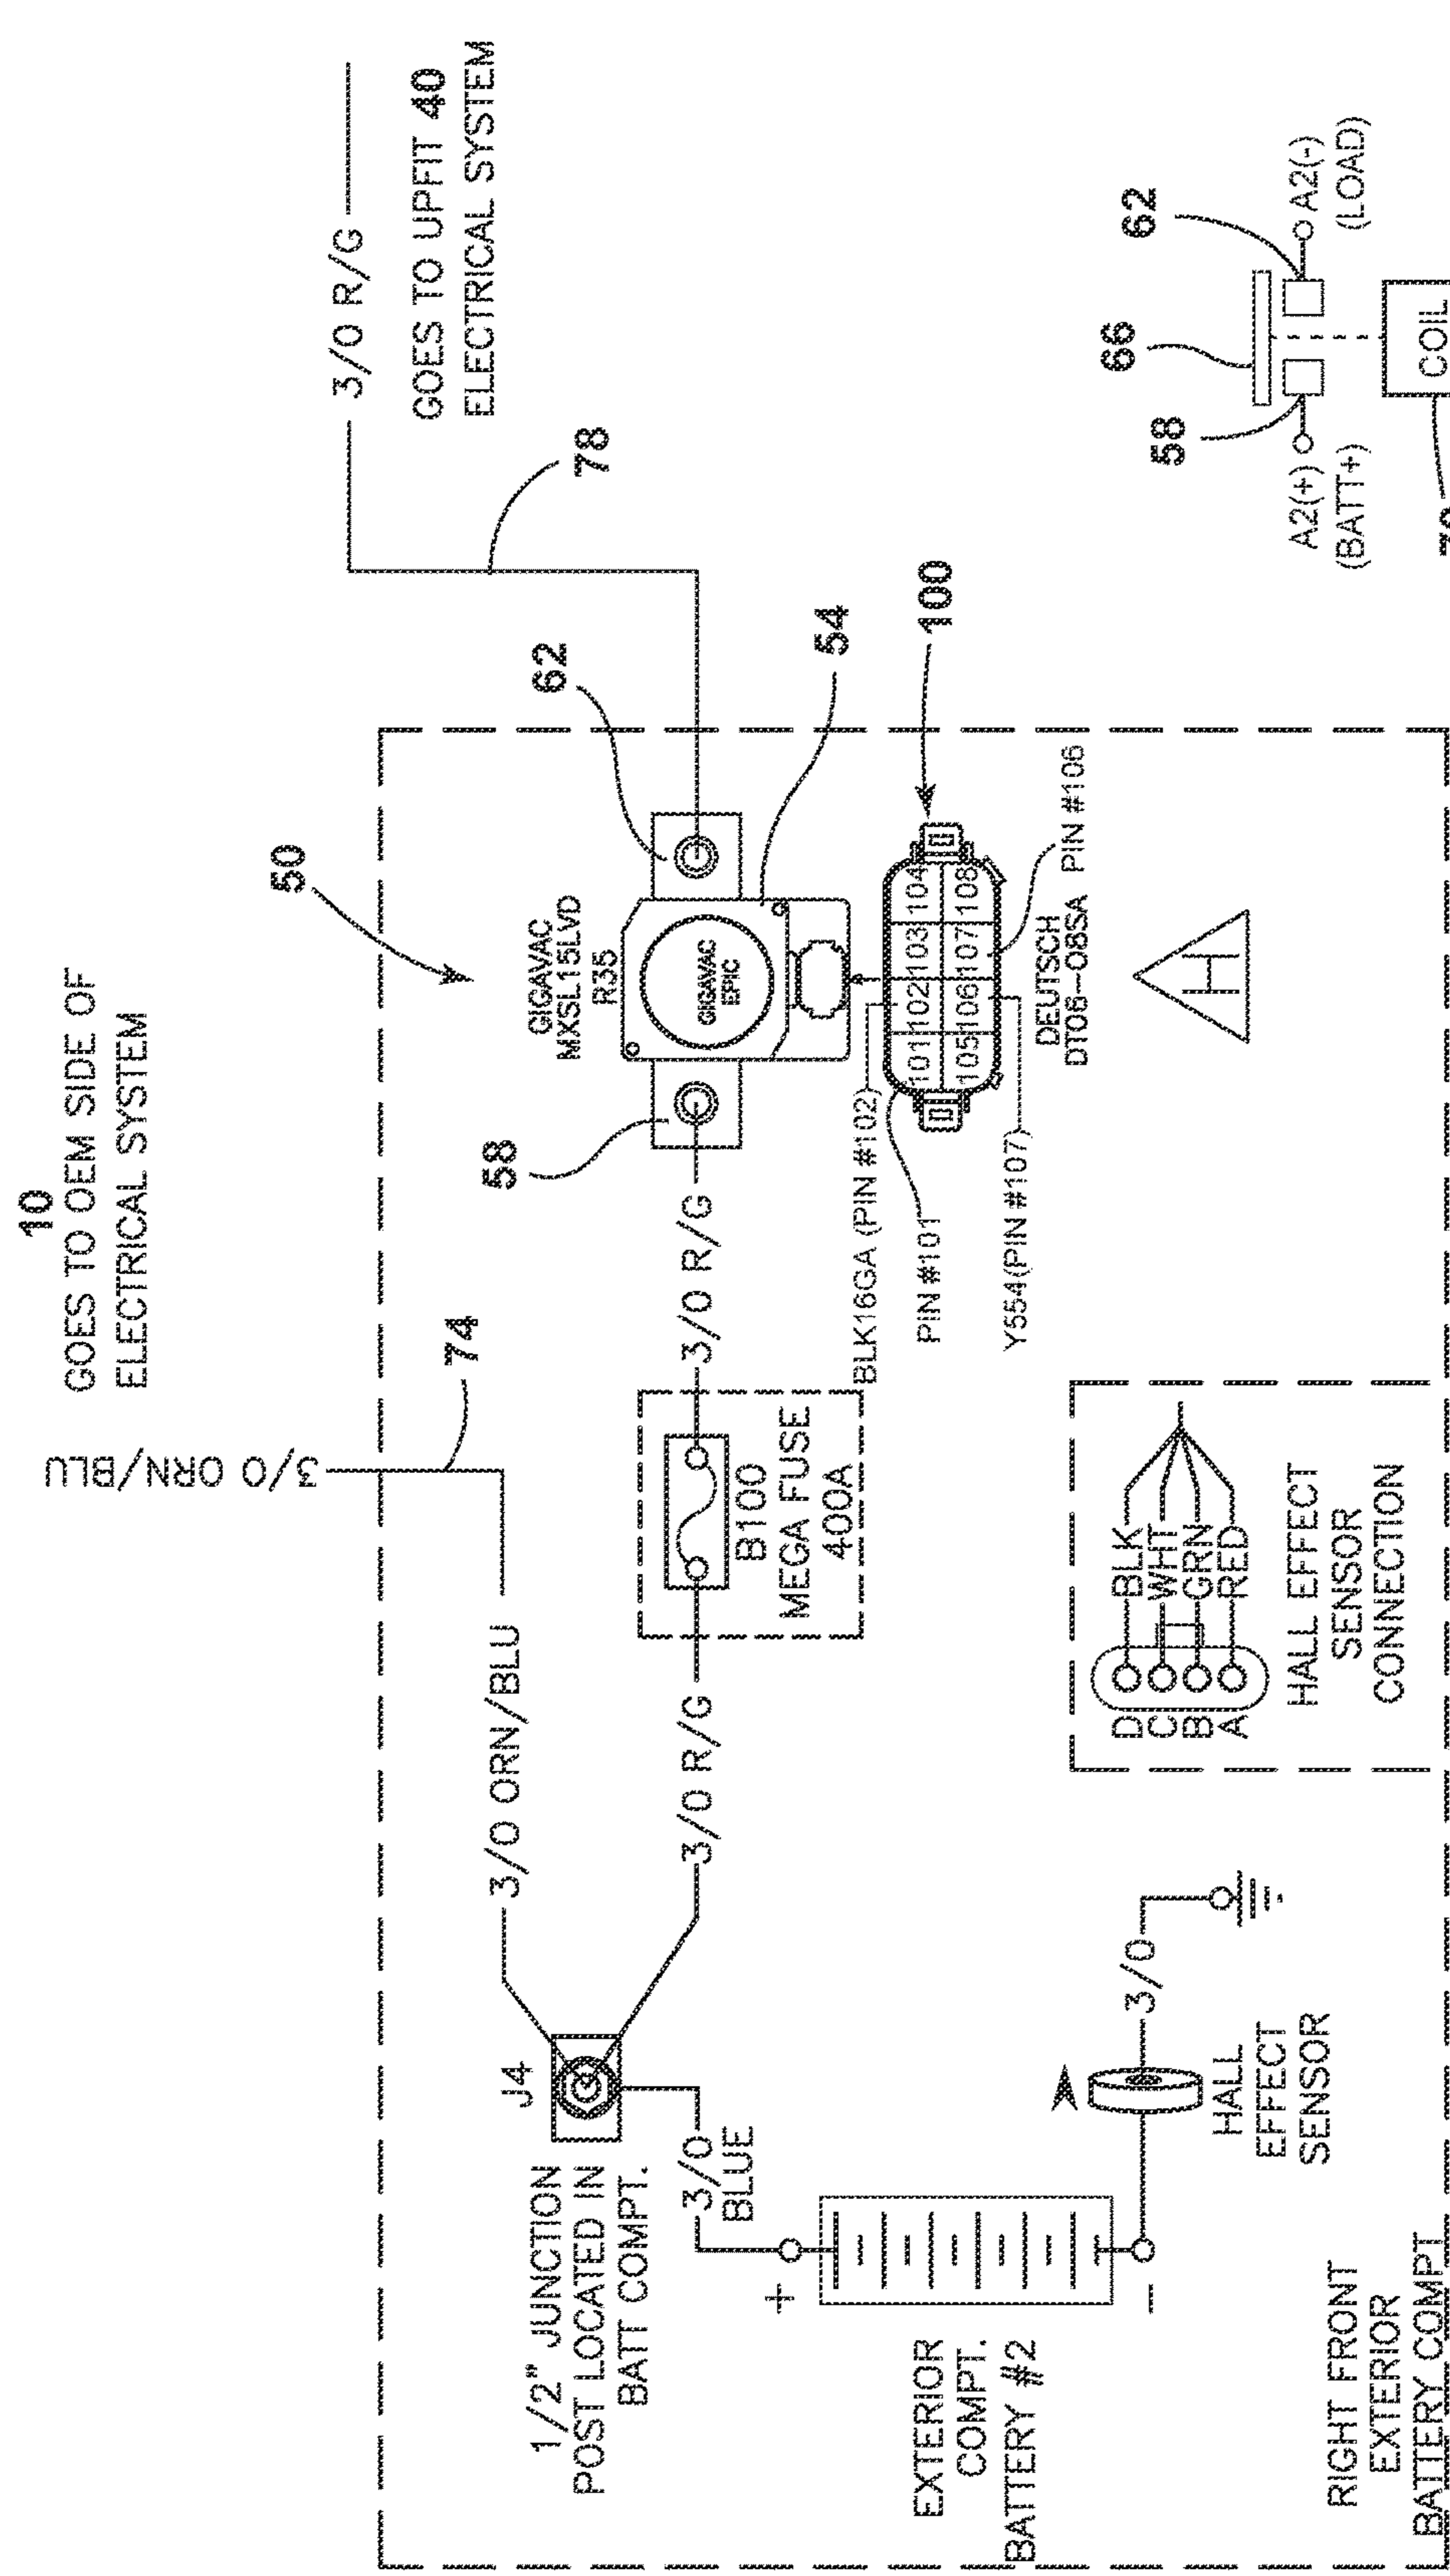 10
GOES TO OEM SIDE OF
ELECTRICAL SYSTEM
3/0 ORN/BLU
74
50
3/0 R/G
GOES TO UPFIT 40
ELECTRICAL SYSTEM
78
3/0 ORN/BLU
J4
1/2" JUNCTION
POST LOCATED IN
BATT COMPT.
3/0
BLUE
3/0 R/G
B100
MEGA FUSE
400A
3/0 R/G
58
GIGAVAC
MXSL15LVD
R35
GIGAVAC
EPIC
62
54
100
BLK16GA (PIN #102)
PIN #101
Y554(PIN #107)
101
102
103
104
105
106
107
108
DEUTSCH
DT06-08SA
PIN #106
H
+
-
EXTERIOR
COMPT.
BATTERY #2
3/0
HALL
EFFECT
SENSOR
D
C
B
A
BLK
WHT
GRN
RED
HALL EFFECT
SENSOR
CONNECTION
RIGHT FRONT
EXTERIOR
BATTERY COMPT
58
66
62
A2(+)
(BATT+)
A2(-)
(LOAD)
COIL